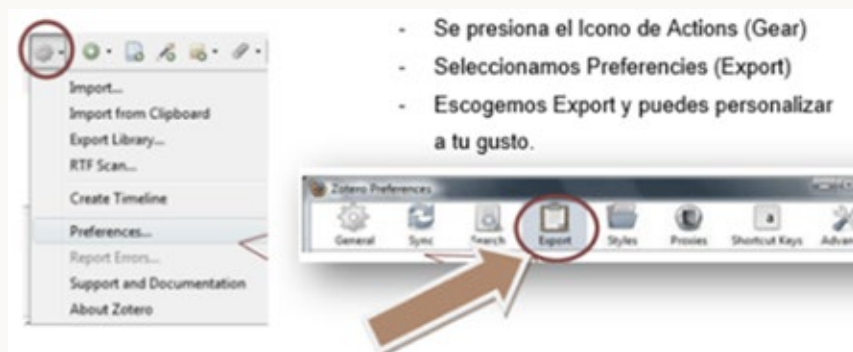 - Se presiona el Icono de Actions (Gear)
- Seleccionamos Preferencies (Export)
- Escogemos Export y puedes personalizar
a tu gusto.
Import...
Import from Clipboard
Export Library...
RTF Scan...
Create Timeline
Preferences...
Report Errors...
Support and Documentation
About Zotero
Zotero Preferences
General Sync Search Export Styles Proxies Shortcut Keys Advan